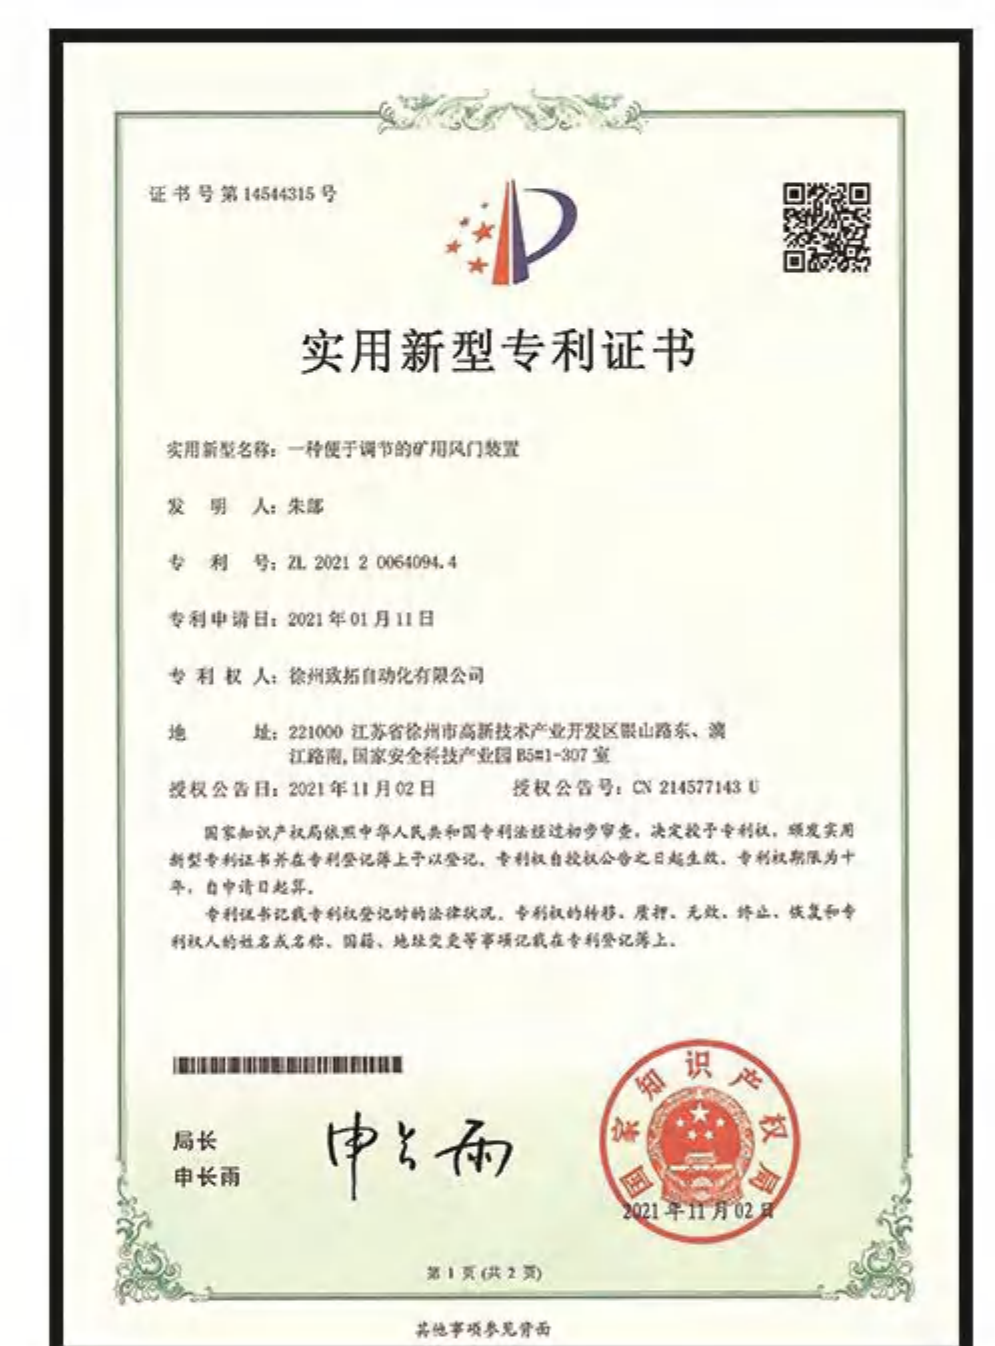 证书号第14544315号
实用新型专利证书
实用新型名称：一种便于调节的矿用风门装置
发 明 人：朱郎
专 利 号：ZL 2021 2 0064094.4
专利申请日：2021年01月11日
专 利 权 人：徐州致拓自动化有限公司
地 址：221000 江苏省徐州市高新技术产业开发区银山路东、漓
江路南,国家安全科技产业园B5#1-307室
授权公告日：2021年11月02日 授权公告号：CN 214577143 U
国家知识产权局依照中华人民共和国专利法经过初步审查，决定授予专利权，颁发实用
新型专利证书并在专利登记簿上予以登记。专利权自授权公告之日起生效。专利权期限为十
年，自申请日起算。
专利证书记载专利权登记时的法律状况。专利权的转移、质押、无效、终止、恢复和专
利权人的姓名或名称、国籍、地址变更等事项记载在专利登记簿上。
局长
申长雨
申长雨
国家知识产权局
2021年11月02日
第 1 页 (共 2 页)
其他事项参见背面